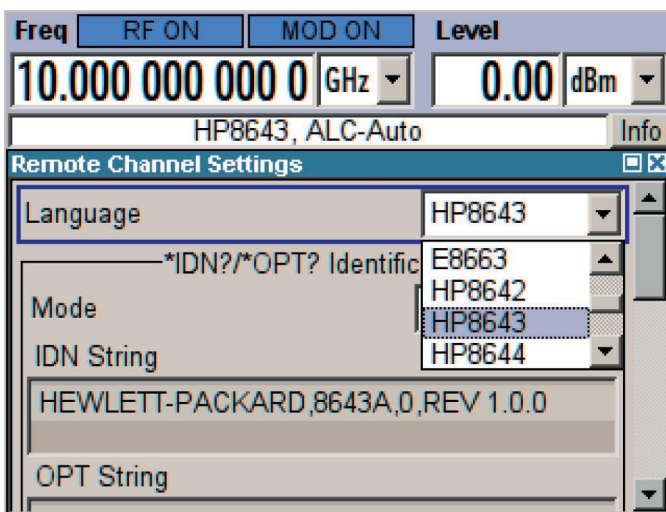 Freq RF ON MOD ON Level
10.000 000 000 0 GHz 0.00 dBm
HP8643, ALC-Auto Info
Remote Channel Settings
Language HP8643
E8663
*IDN?/*OPT? Identific
HP8642
Mode
HP8643
IDN String HP8644
HEWLETT-PACKARD,8643A,0,REV 1.0.0
OPT String